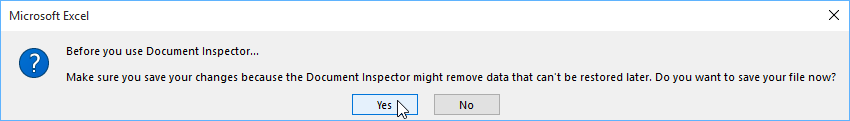 Microsoft Excel
Before you use Document Inspector...
Make sure you save your changes because the Document Inspector might remove data that can't be restored later. Do you want to save your file now?
Yes No